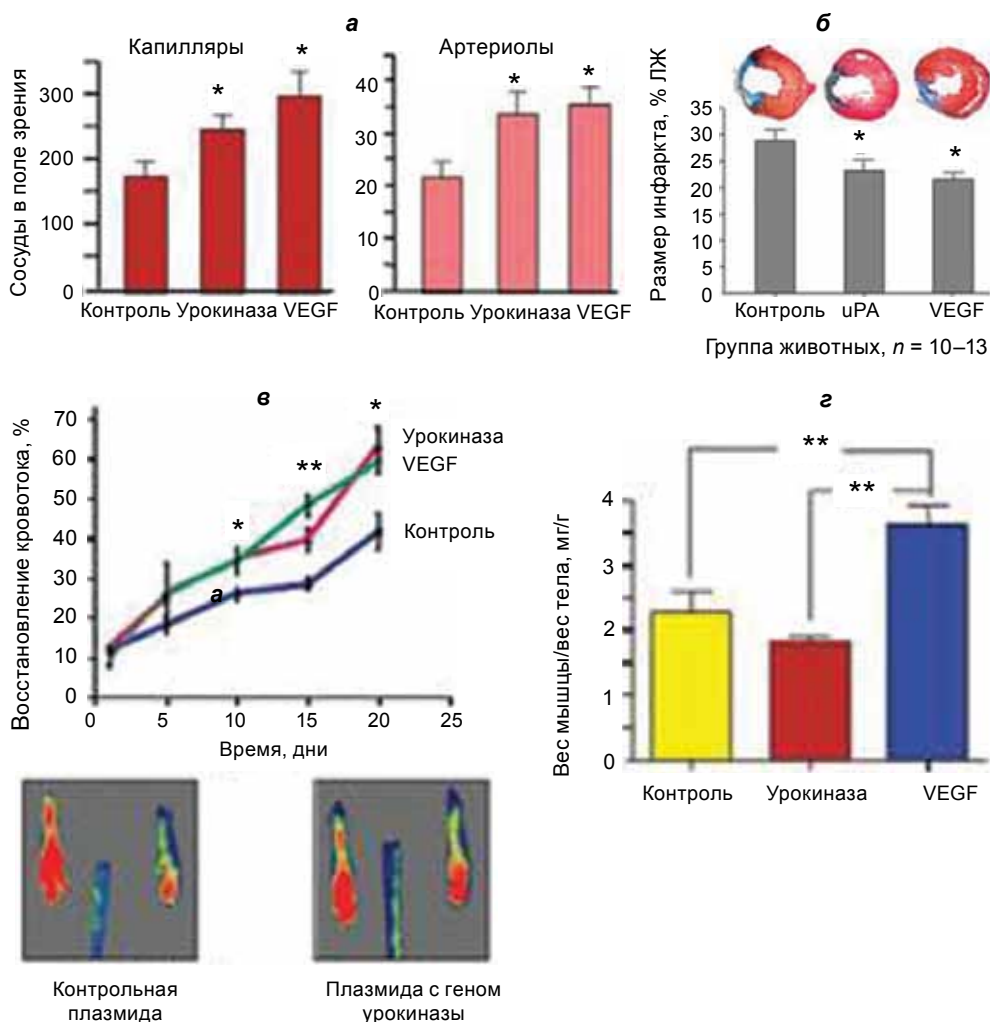 а
Капилляры
Артериолы
Сосуды в поле зрения
300
200
100
0
*
*
Контроль Урокиназа VEGF
40
30
20
10
0
*
*
Контроль Урокиназа VEGF
б
Размер инфаркта, % ЛЖ
35
30
25
20
15
10
5
0
*
*
Контроль uPA VEGF
Группа животных, n = 10–13
в
Восстановление кровотока, %
70
60
50
40
30
20
10
0
*
**
*
а
Урокиназа
VEGF
Контроль
0 5 10 15 20 25
Время, дни
Контрольная
плазмида
Плазмида с геном
урокиназы
г
Вес мышцы/вес тела, мг/г
4
3
2
1
0
**
**
Контроль Урокиназа VEGF